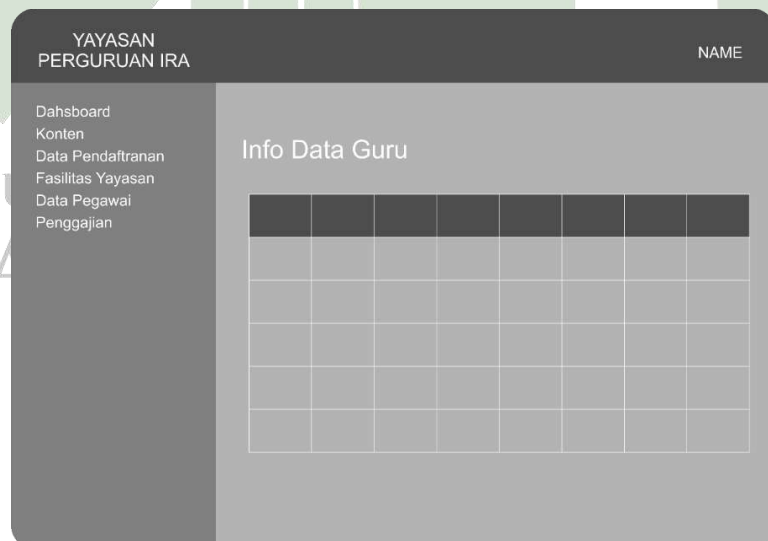 YAYASAN
PERGURUAN IRA
NAME
Dahsboard
Konten
Data Pendaftranan
Fasilitas Yayasan
Data Pegawai
Penggajian
Info Data Guru